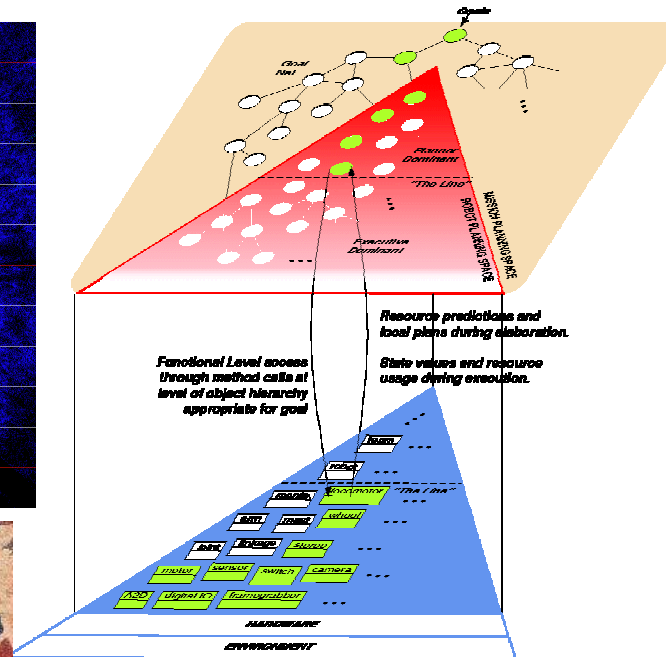 Goals
Goal
Net
Planner
Dominant
"The Line"
MISSION PLANNING SPACE
ROBOT PLANNING SPACE
• • •
Executive
Dominant
• • • •
Resource predictions and
local plans during elaboration.
State values and resource
usage during execution.
Functional Level access
through method calls at
level of object hierarchy
appropriate for goal
team
robot
locomotor
"The Line"
arm
mast
wheel
joint
linkage
stereo
motor
sensor
switch
camera
A2D
digital IO
framegrabber
HARDWARE
ENVIRONMENT